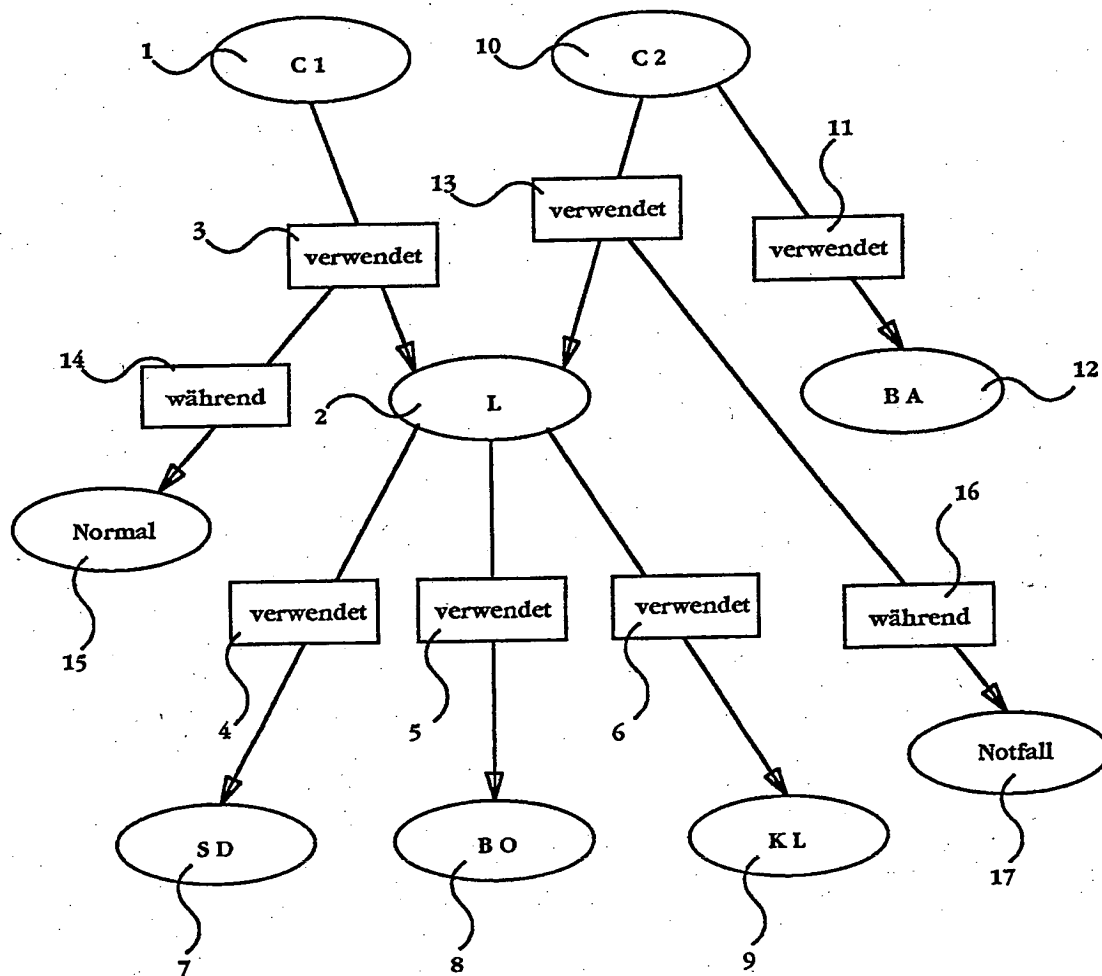 1
C 1
10
C 2
11
13
verwendet
3
verwendet
verwendet
14
während
2
L
B A
12
Normal
16
15
verwendet
verwendet
verwendet
während
4
5
6
Notfall
S D
B O
K L
17
7
8
9